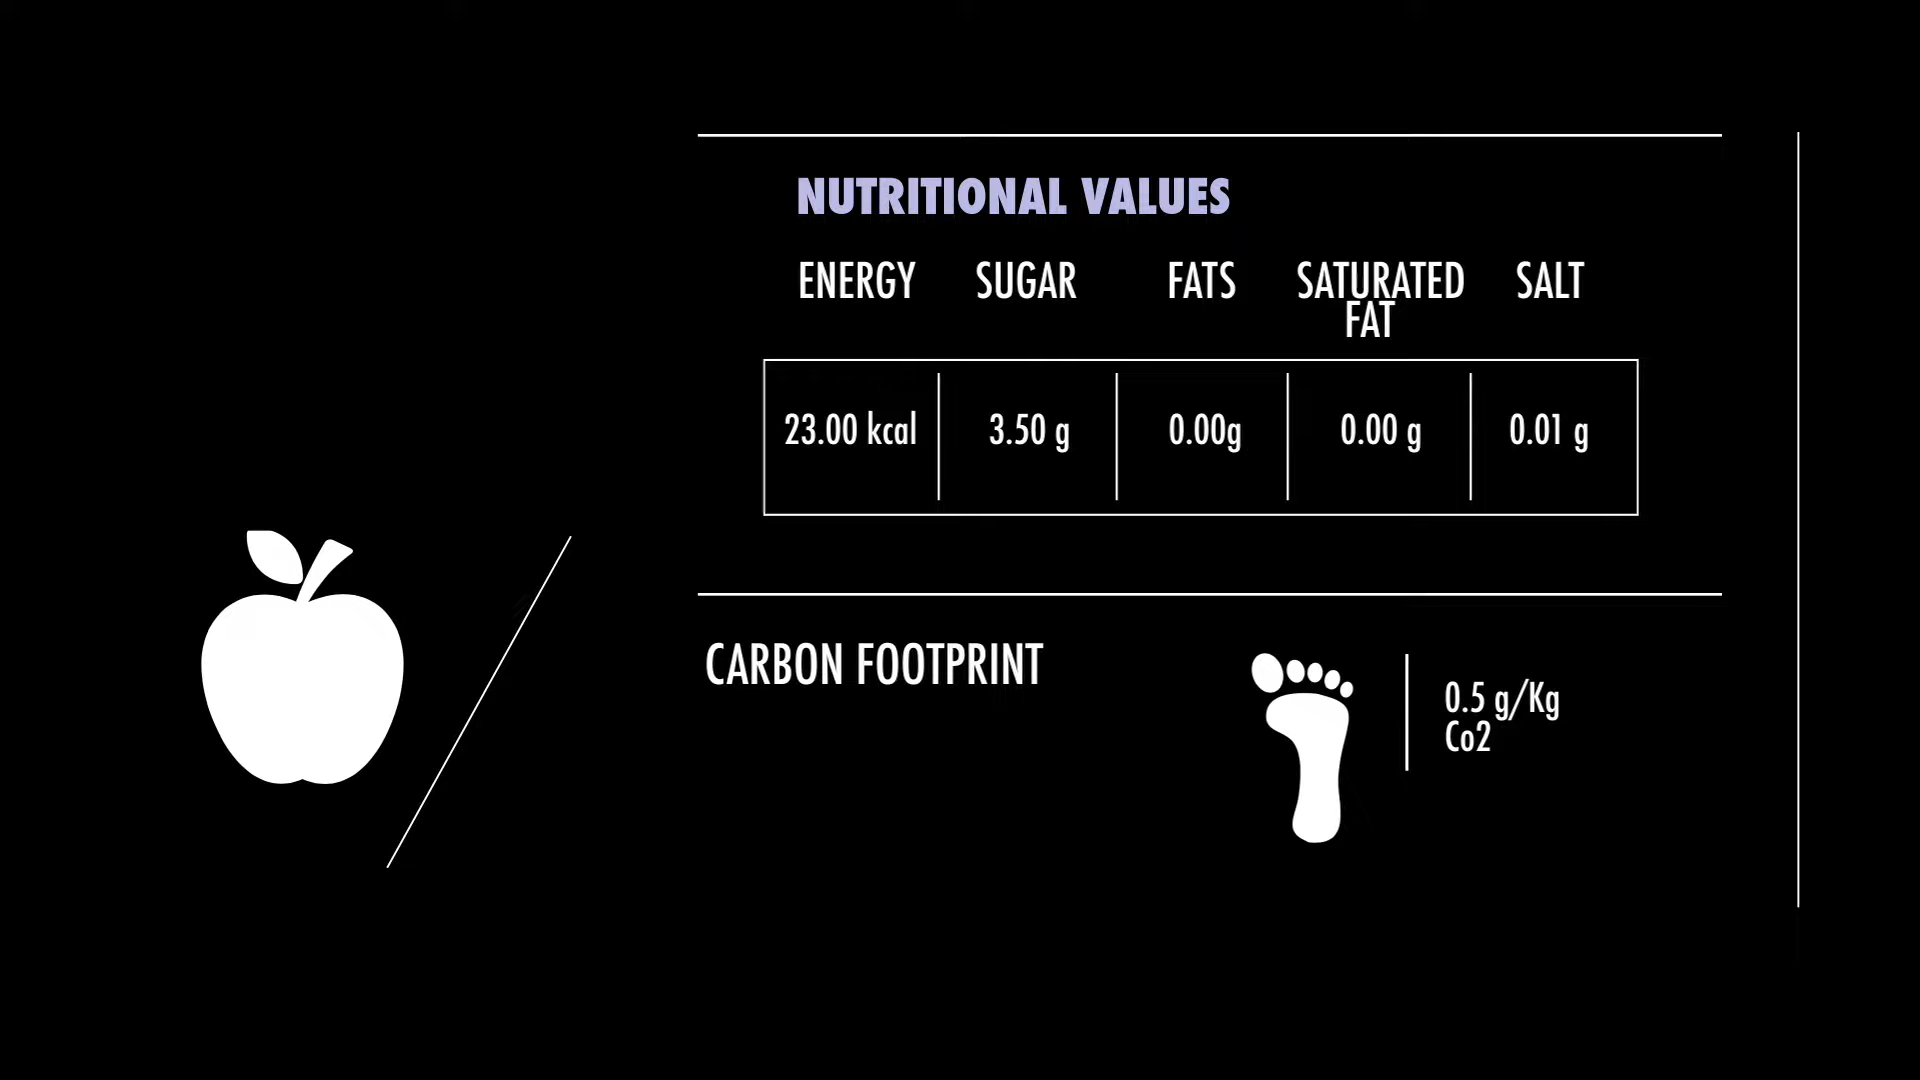 NUTRITIONAL VALUES
ENERGY SUGAR FATS SATURATED FAT SALT
23.00 kcal 3.50 g 0.00g 0.00 g 0.01 g
CARBON FOOTPRINT
0.5 g/Kg
Co2